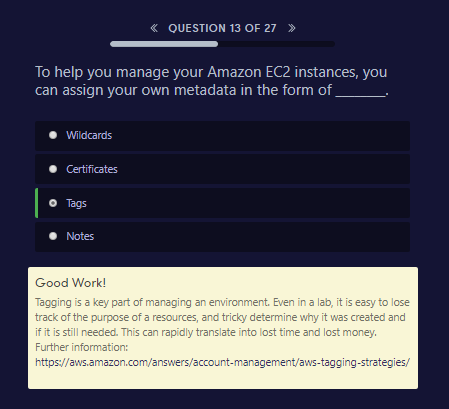 « QUESTION 13 OF 27 »
To help you manage your Amazon EC2 instances, you
can assign your own metadata in the form of _______.
Wildcards
Certificates
Tags
Notes
Good Work!
Tagging is a key part of managing an environment. Even in a lab, it is easy to lose
track of the purpose of a resources, and tricky determine why it was created and
if it is still needed. This can rapidly translate into lost time and lost money.
Further information:
https://aws.amazon.com/answers/account-management/aws-tagging-strategies/